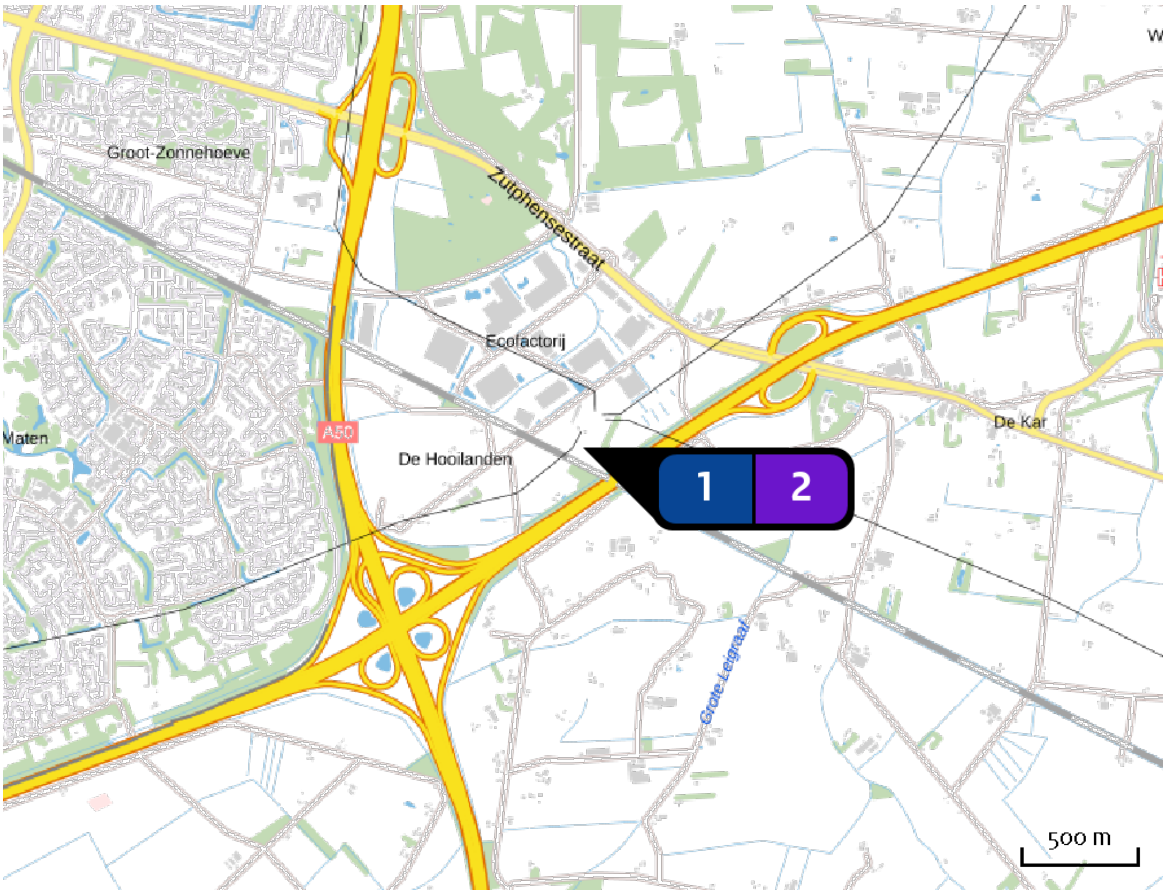 W
Groot-Zonnehoeve
Zutphensestraat
Ecofactorij
A50
Maten
De Kar
De Hooilanden
1
2
Grote Leigraaf
500 m